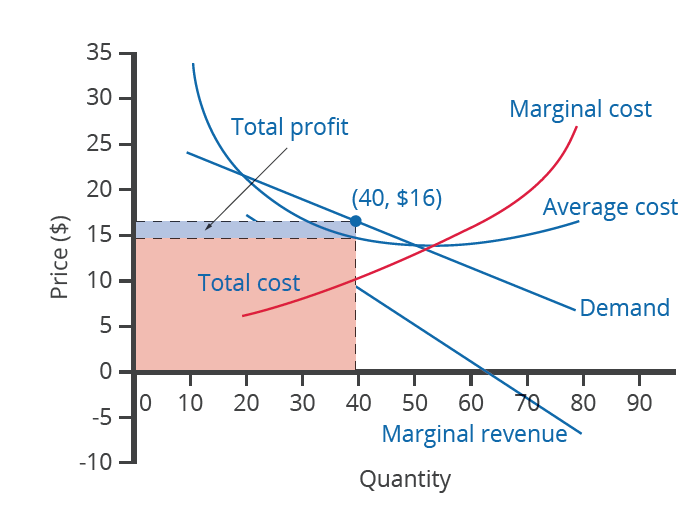 35
30
25
20
15
10
5
0
-5
-10
Price ($)
Marginal cost
Total profit
(40, $16)
Average cost
Total cost
Demand
0 10 20 30 40 50 60 70 80 90
Marginal revenue
Quantity